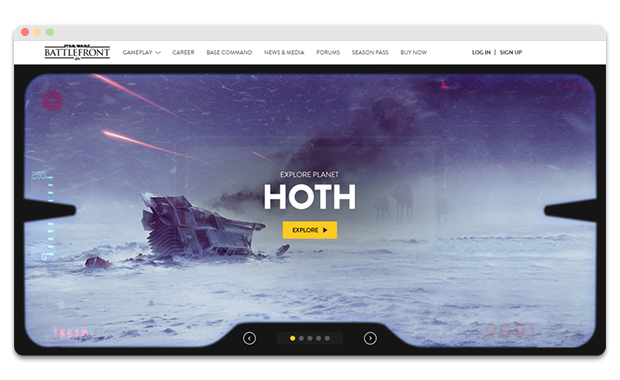 STAR WARS
BATTLEFRONT
GAMEPLAY
CAREER
BASE COMMAND
NEWS & MEDIA
FORUMS
SEASON PASS
BUY NOW
LOG IN | SIGN UP
EXPLORE PLANET
HOTH
EXPLORE